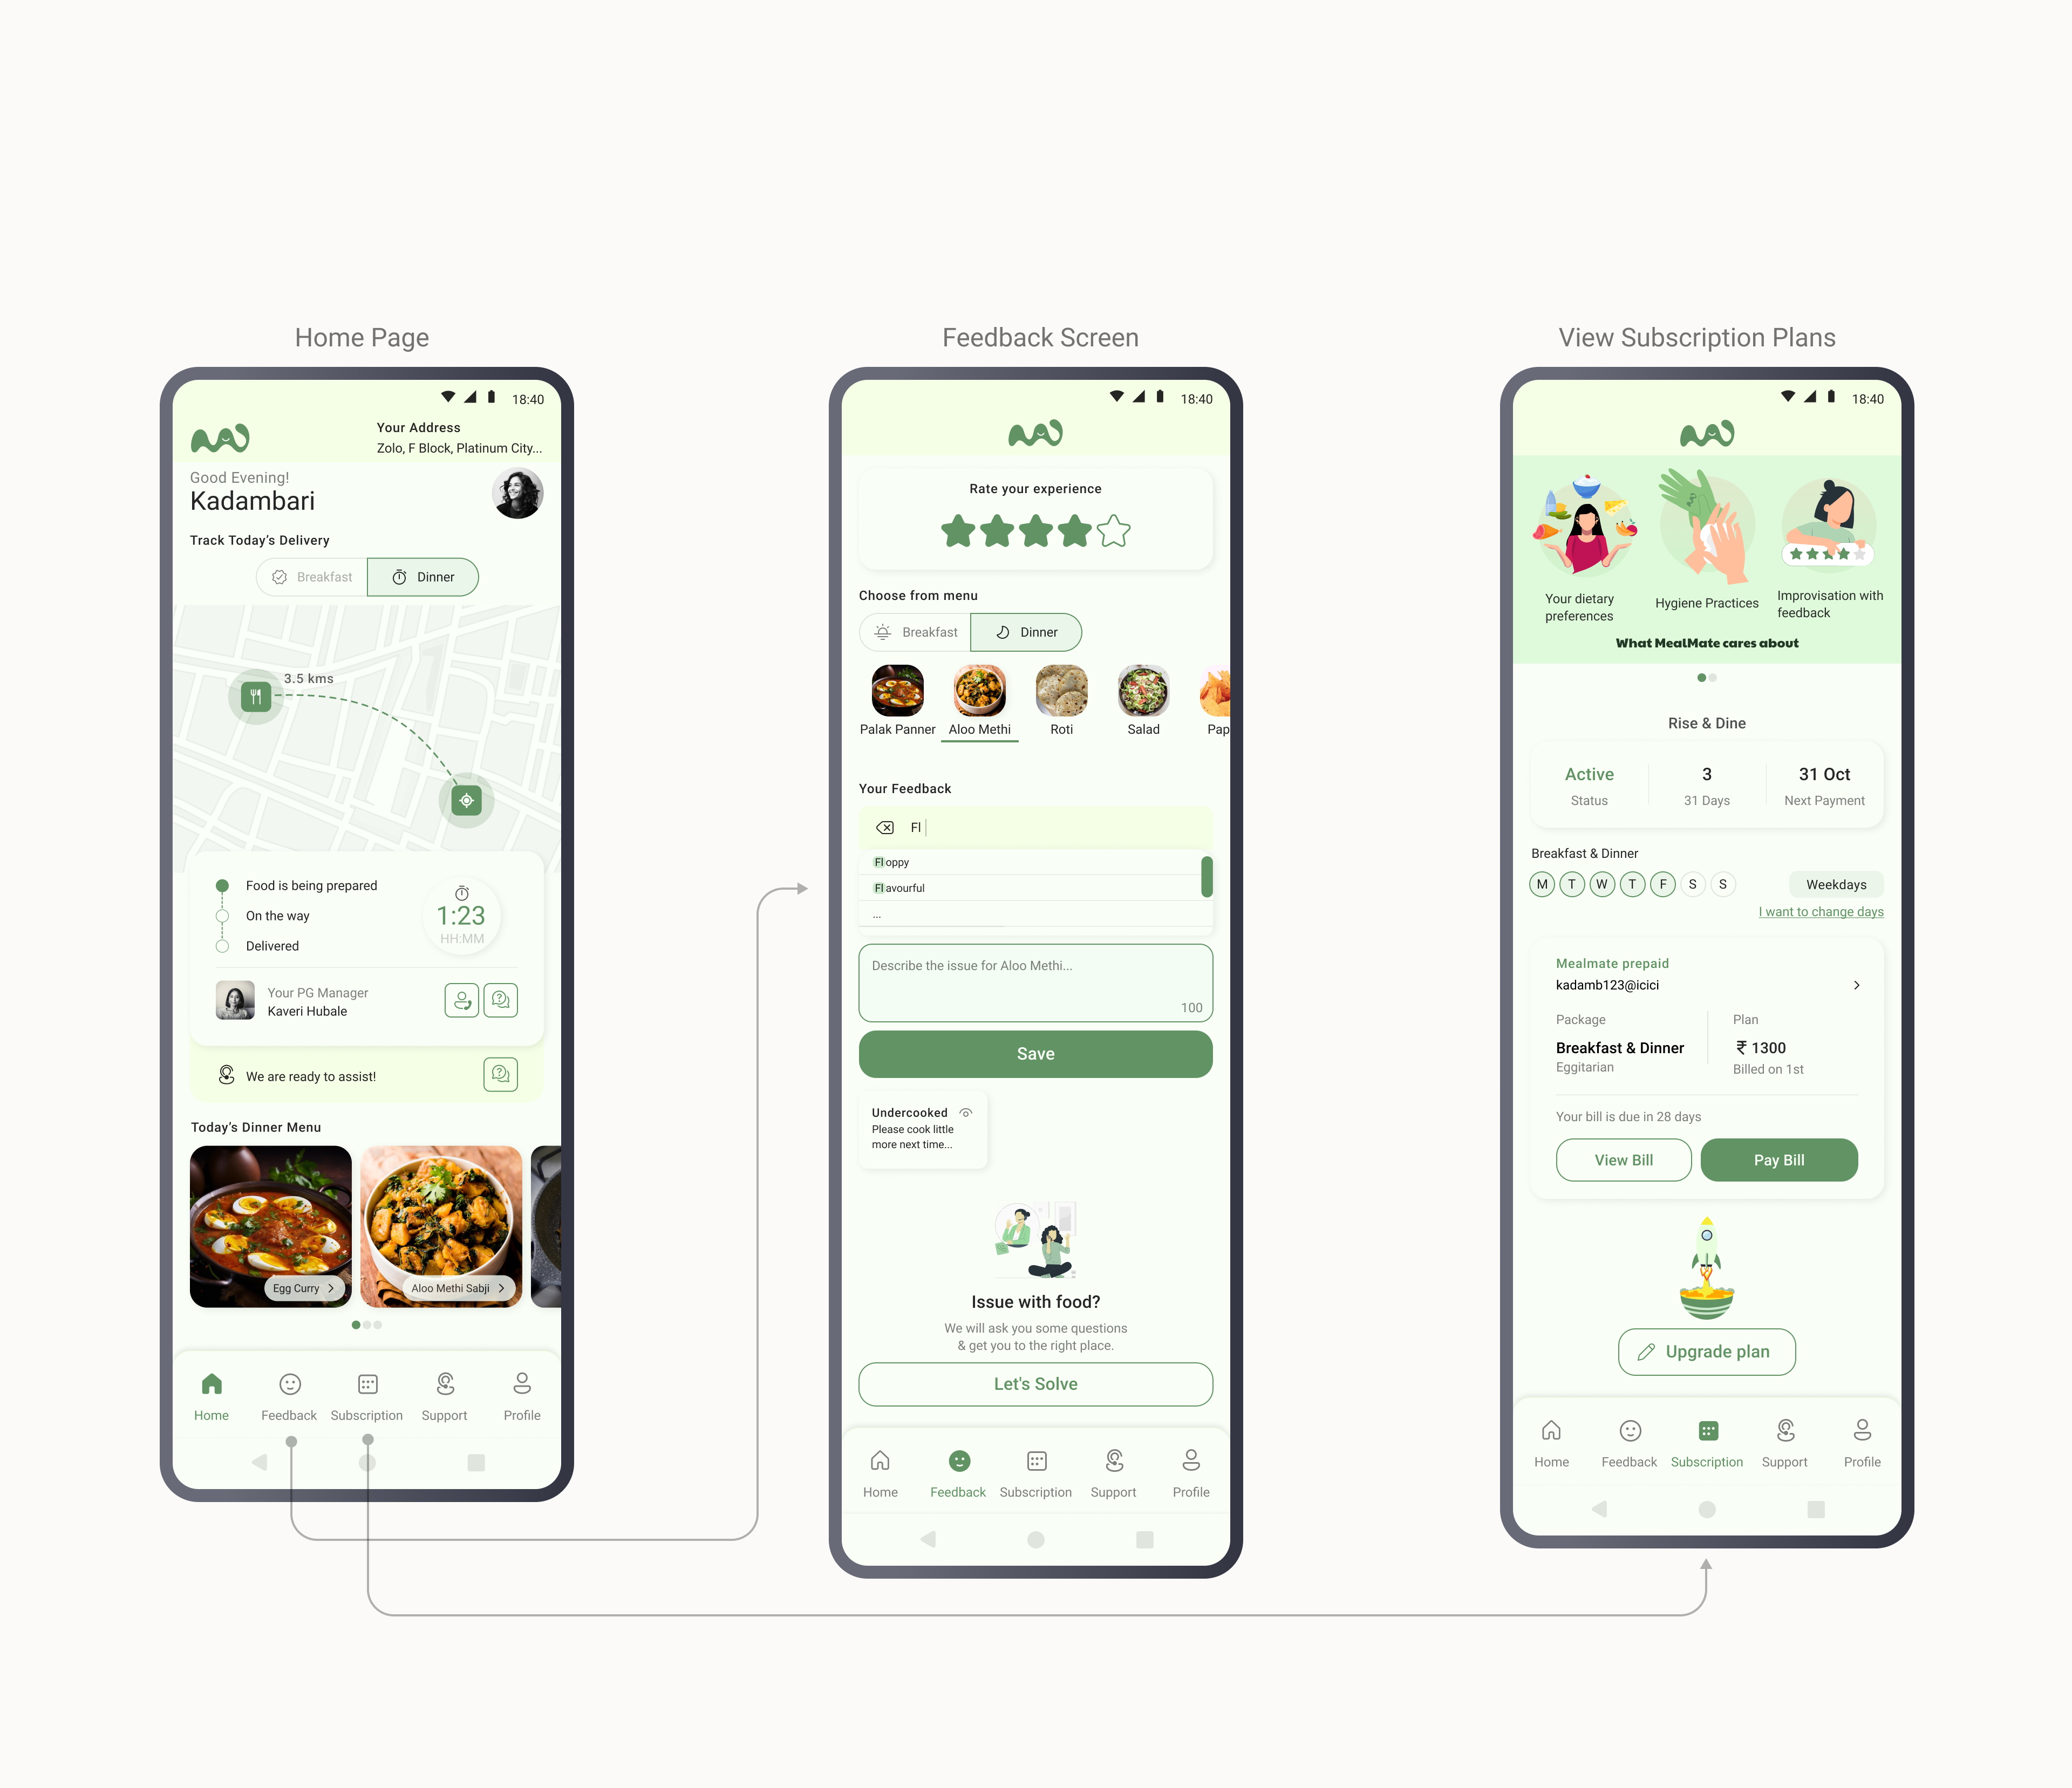 Home Page
18:40
Your Address
Zolo, F Block, Platinum City...
Good Evening!
Kadambari
Track Today's Delivery
Breakfast
Dinner
3.5 kms
Food is being prepared
On the way
Delivered
1:23
HH:MM
Your PG Manager
Kaveri Hubale
We are ready to assist!
Today's Dinner Menu
Egg Curry
Aloo Methi Sabji
Home
Feedback
Subscription
Support
Profile
Feedback Screen
18:40
Rate your experience
Choose from menu
Breakfast
Dinner
Palak Panner
Aloo Methi
Roti
Salad
Pap
Your Feedback
Fl
Floppy
Flavourful
...
Describe the issue for Aloo Methi...
100
Save
Undercooked
Please cook little
more next time...
Issue with food?
We will ask you some questions
& get you to the right place.
Let's Solve
Home
Feedback
Subscription
Support
Profile
View Subscription Plans
18:40
Your dietary
preferences
Hygiene Practices
Improvisation with
feedback
What MealMate cares about
Rise & Dine
Active
Status
3
31 Days
31 Oct
Next Payment
Breakfast & Dinner
M T W T F S S
Weekdays
I want to change days
Mealmate prepaid
kadamb123@icici
Package
Breakfast & Dinner
Eggitarian
Plan
₹ 1300
Billed on 1st
Your bill is due in 28 days
View Bill
Pay Bill
Upgrade plan
Home
Feedback
Subscription
Support
Profile